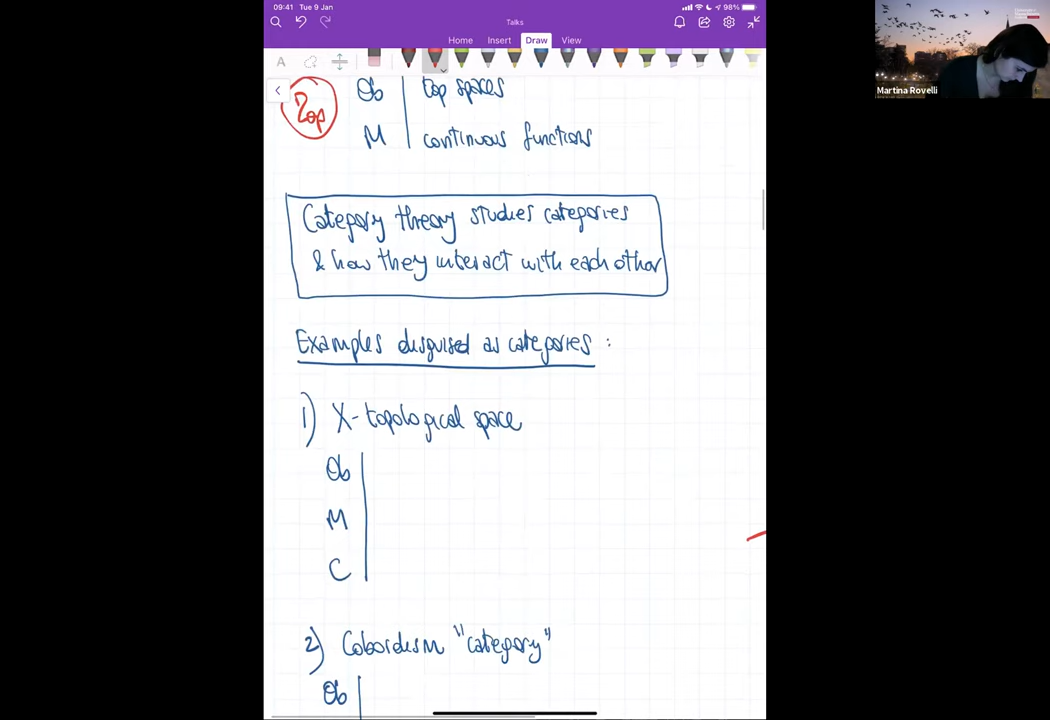 09:41 Tue 9 Jan
98%
Talks
Home Insert Draw View
A
Top
Ob top spaces
M continuous functions
Category theory studies categories
& how they interact with each other
Examples disguised as categories :
1) X- topological space
Ob
M
C
2) Cobordism "category"
Ob
Martina Rovelli